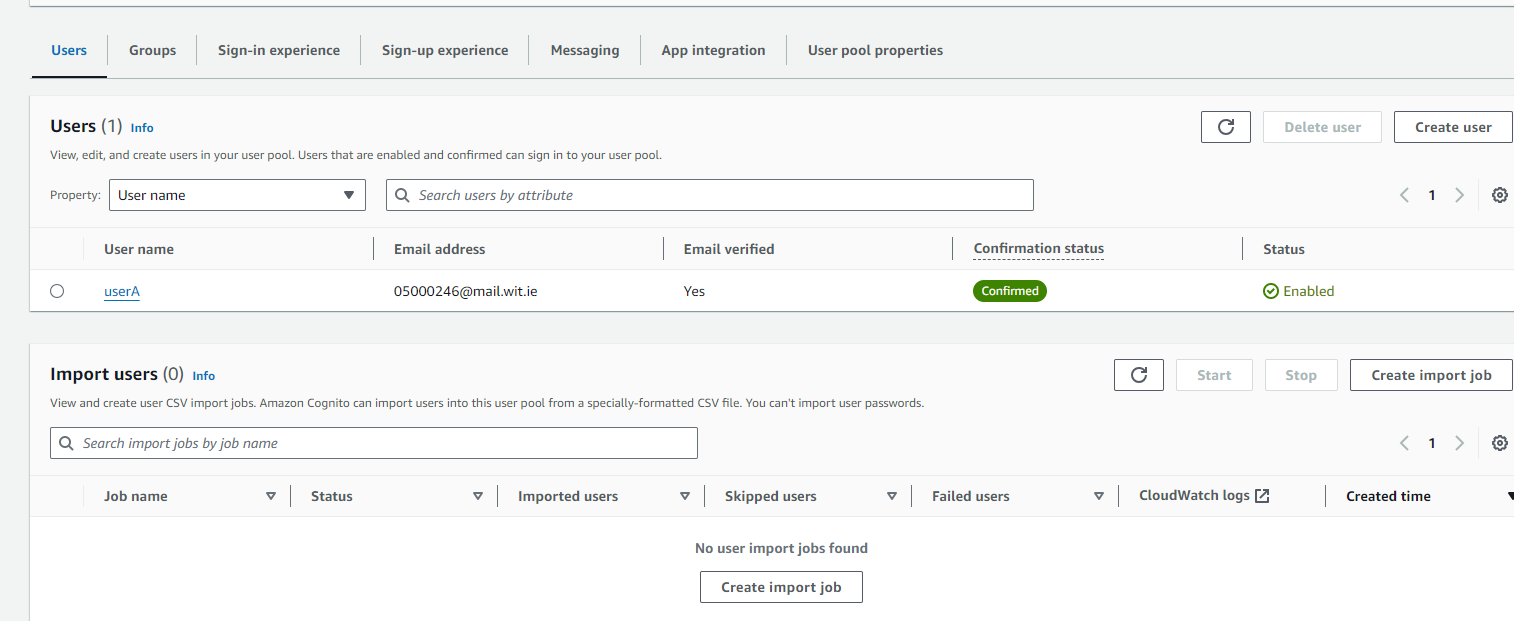 Users Groups Sign-in experience Sign-up experience Messaging App integration User pool properties
Users (1) Info
Delete user Create user
View, edit, and create users in your user pool. Users that are enabled and confirmed can sign in to your user pool.
Property: User name Search users by attribute 1
User name Email address Email verified Confirmation status Status
userA 05000246@mail.wit.ie Yes Confirmed Enabled
Import users (0) Info
Start Stop Create import job
View and create user CSV import jobs. Amazon Cognito can import users into this user pool from a specially-formatted CSV file. You can't import user passwords.
Search import jobs by job name 1
Job name Status Imported users Skipped users Failed users CloudWatch logs Created time
No user import jobs found
Create import job